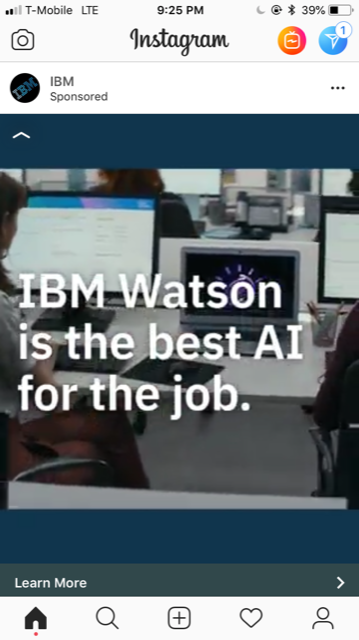 T-Mobile LTE 9:25 PM 39%
Instagram
1
IBM
IBM
Sponsored
IBM Watson
is the best AI
for the job.
Learn More